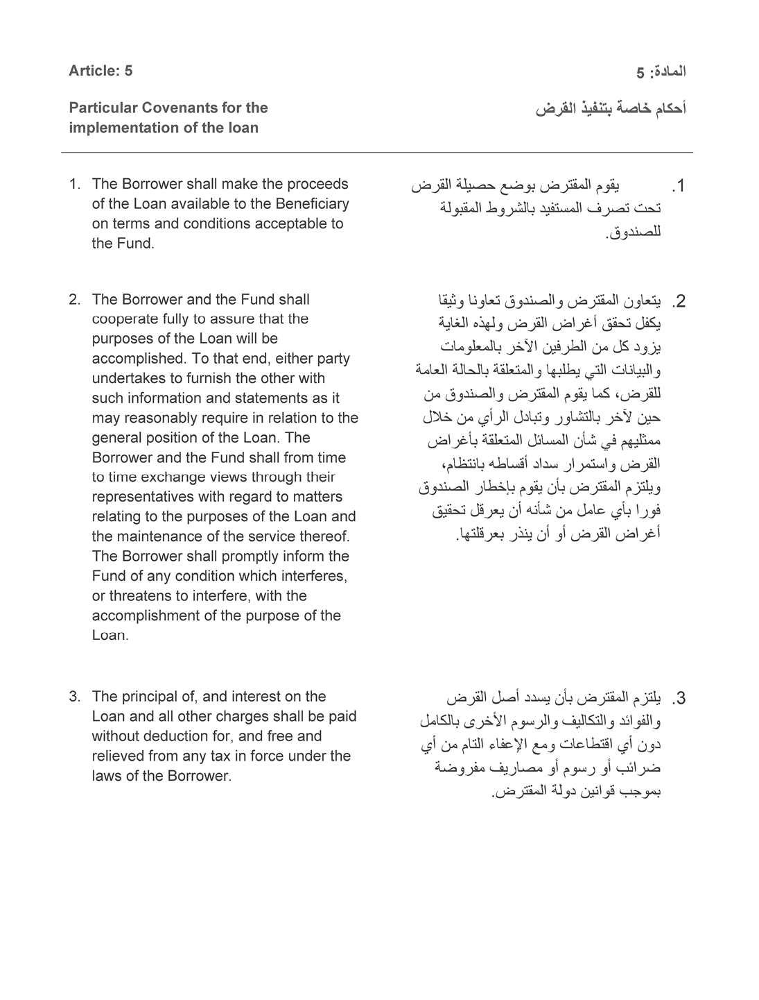 Article: 5
Particular Covenants for the
implementation of the loan
المادة: 5
أحكام خاصة بتنفيذ القرض
1. The Borrower shall make the proceeds
of the Loan available to the Beneficiary
on terms and conditions acceptable to
the Fund.
1. يقوم المقترض بوضع حصيلة القرض
تحت تصرف المستفيد بالشروط المقبولة
للصندوق.
2. The Borrower and the Fund shall
cooperate fully to assure that the
purposes of the Loan will be
accomplished. To that end, either party
undertakes to furnish the other with
such information and statements as it
may reasonably require in relation to the
general position of the Loan. The
Borrower and the Fund shall from time
to time exchange views through their
representatives with regard to matters
relating to the purposes of the Loan and
the maintenance of the service thereof.
The Borrower shall promptly inform the
Fund of any condition which interferes,
or threatens to interfere, with the
accomplishment of the purpose of the
Loan.
2. يتعاون المقترض والصندوق تعاونا وثيقا
يكفل تحقق أغراض القرض ولهذه الغاية
يزود كل من الطرفين الآخر بالمعلومات
والبيانات التي يطلبها والمتعلقة بالحالة العامة
للقرض، كما يقوم المقترض والصندوق من
حين لآخر بالتشاور وتبادل الرأي من خلال
ممثليهم في شأن المسائل المتعلقة بأغراض
القرض واستمرار سداد أقساطه بانتظام،
ويلتزم المقترض بأن يقوم بإخطار الصندوق
فورا بأي عامل من شأنه أن يعرقل تحقيق
أغراض القرض أو أن ينذر بعرقلتها.
3. The principal of, and interest on the
Loan and all other charges shall be paid
without deduction for, and free and
relieved from any tax in force under the
laws of the Borrower.
3. يلتزم المقترض بأن يسدد أصل القرض
والفوائد والتكاليف والرسوم الأخرى بالكامل
دون أي اقتطاعات ومع الإعفاء التام من أي
ضرائب أو رسوم أو مصاريف مفروضة
بموجب قوانين دولة المقترض.